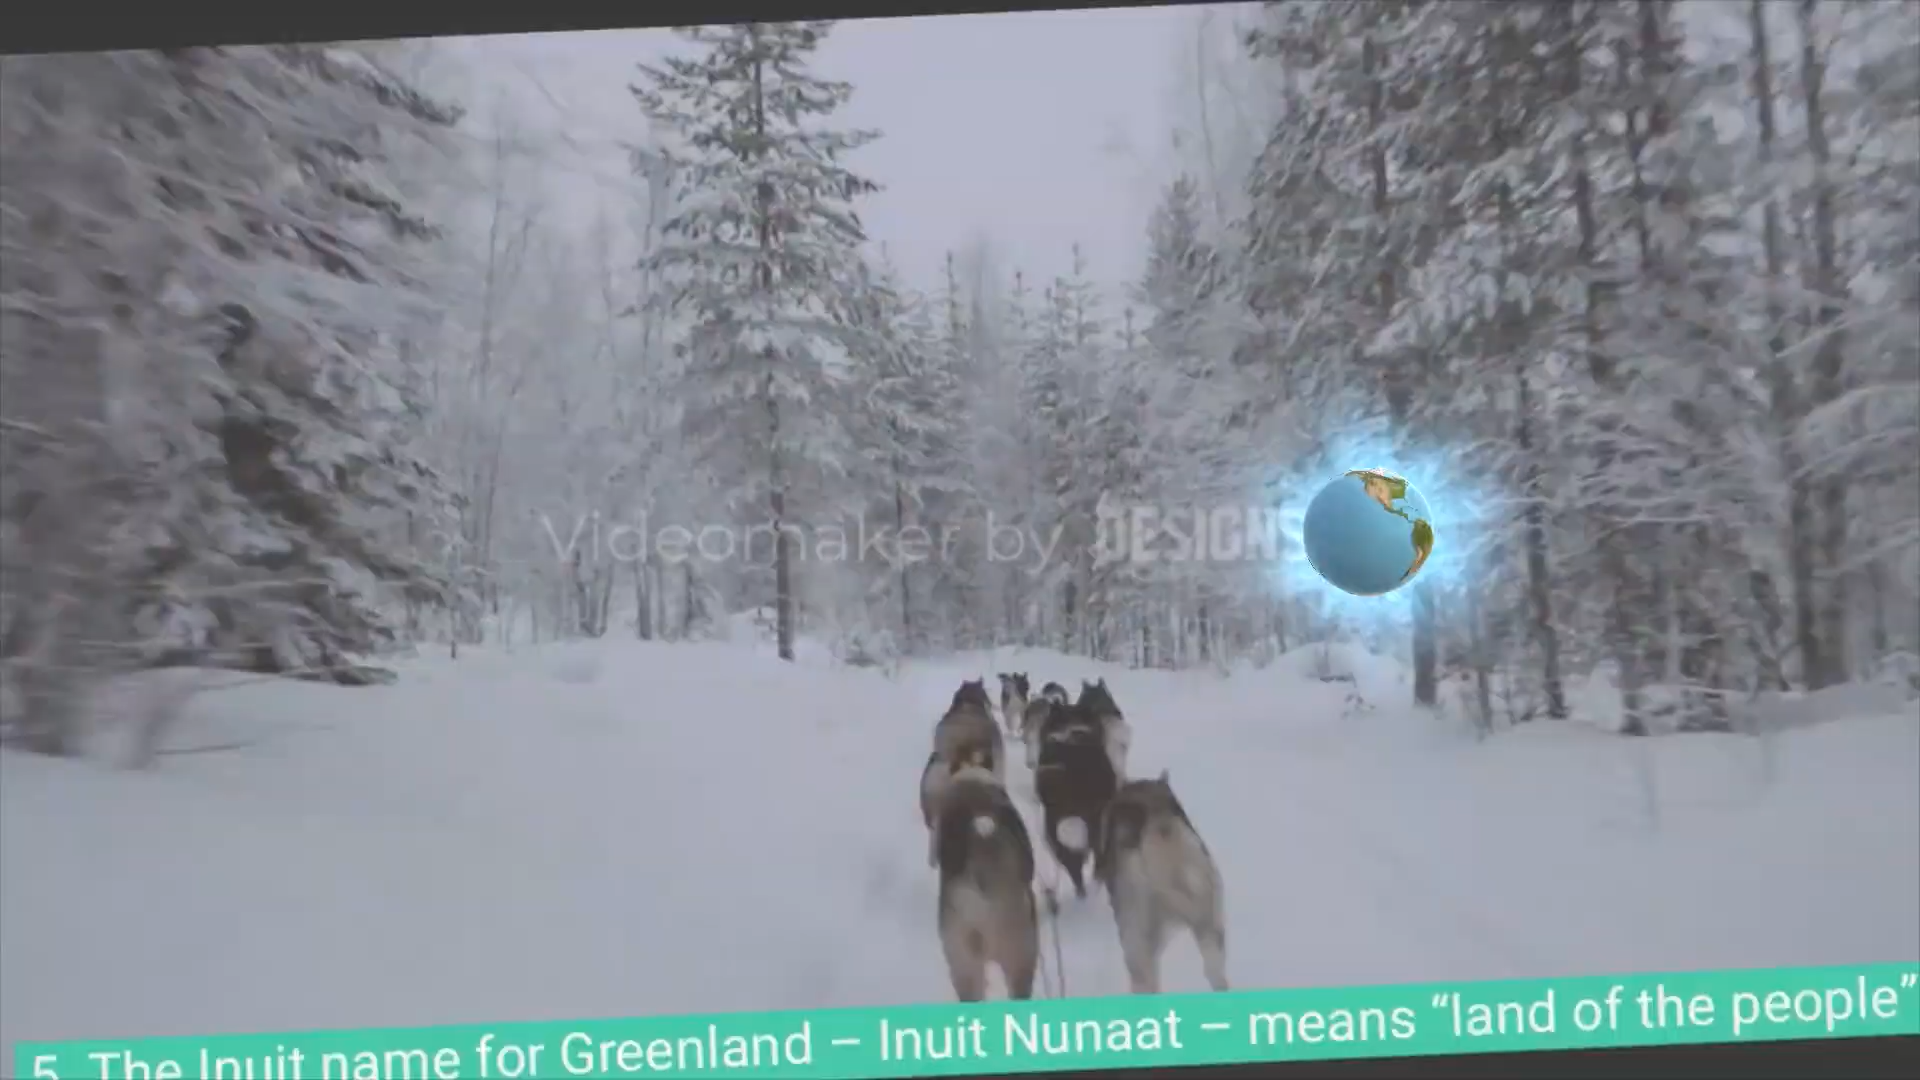 Videomaker by DESIGNS
5. The Inuit name for Greenland – Inuit Nunaat – means “land of the people”